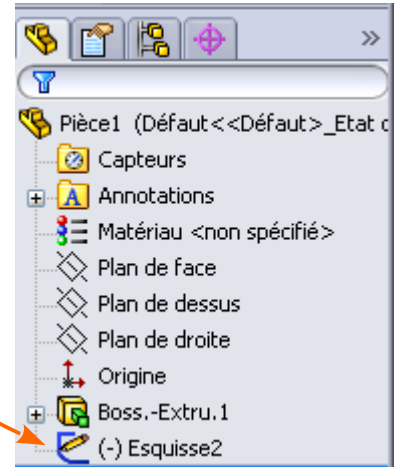 Pièce1 (Défaut<<Défaut>_Etat d
Capteurs
Annotations
Matériau <non spécifié>
Plan de face
Plan de dessus
Plan de droite
Origine
Boss.-Extru.1
(-) Esquisse2